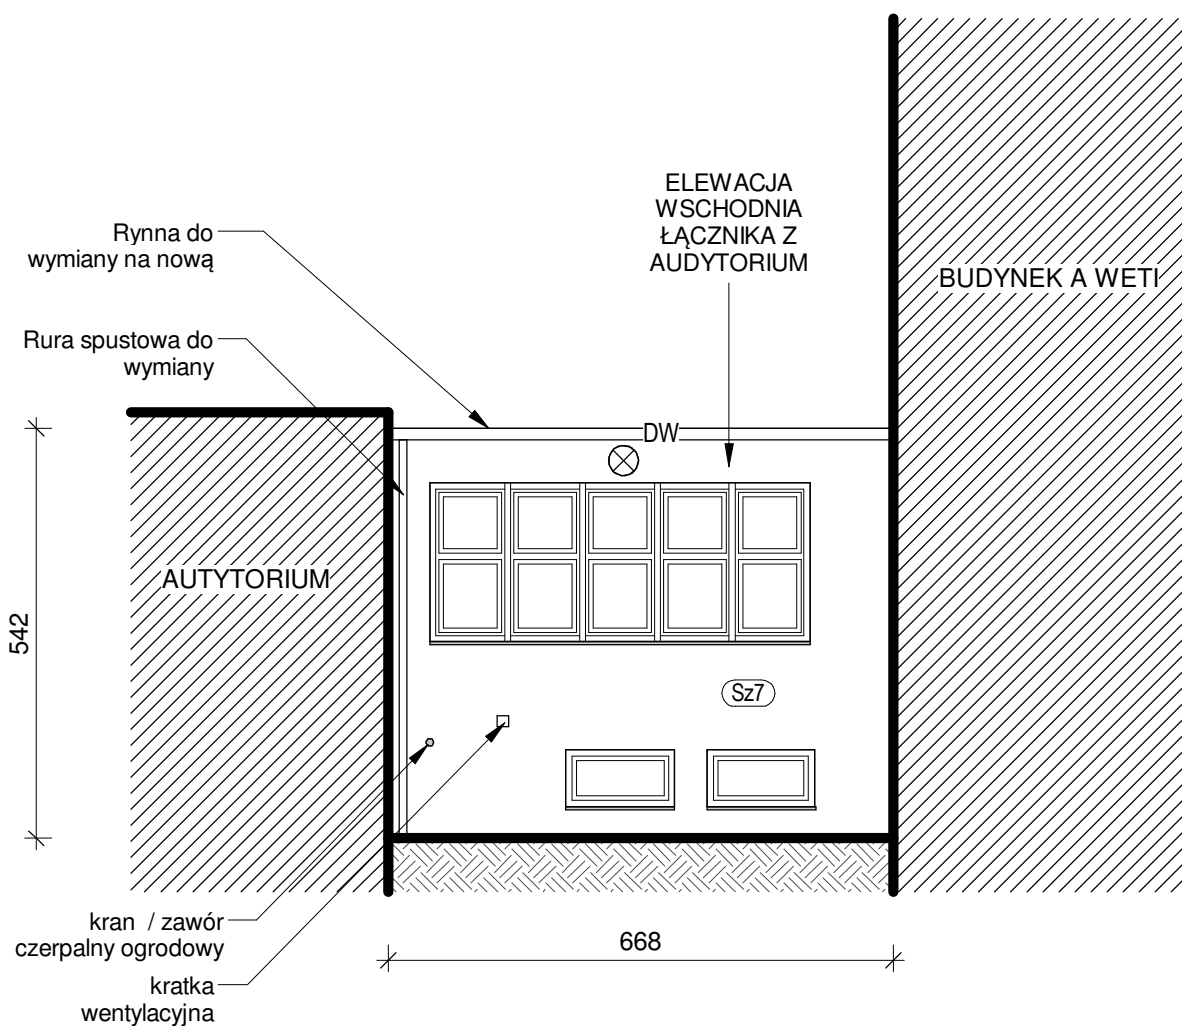 ELEWACJA
WSCHODNIA
ŁĄCZNIKA Z
AUDYTORIUM
Rynna do
wymiany na nową
BUDYNEK A WETI
Rura spustowa do
wymiany
DW
AUTYTORIUM
542
Sz7
kran / zawór
czerpalny ogrodowy
668
kratka
wentylacyjna